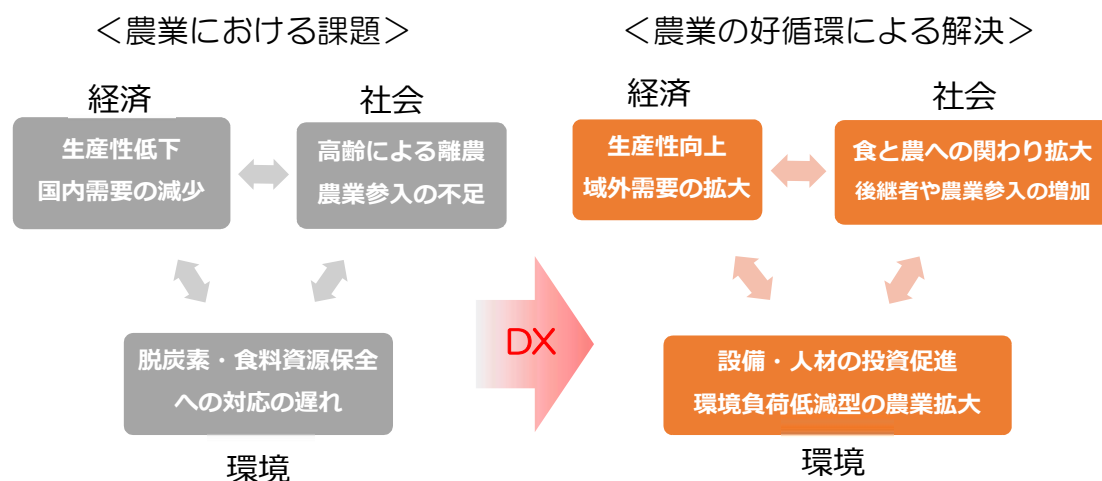 ＜農業における課題＞
経済
社会
生産性低下
国内需要の減少
高齢による離農
農業参入の不足
脱炭素・食料資源保全
への対応の遅れ
環境
DX
＜農業の好循環による解決＞
経済
社会
生産性向上
域外需要の拡大
食と農への関わり拡大
後継者や農業参入の増加
設備・人材の投資促進
環境負荷低減型の農業拡大
環境